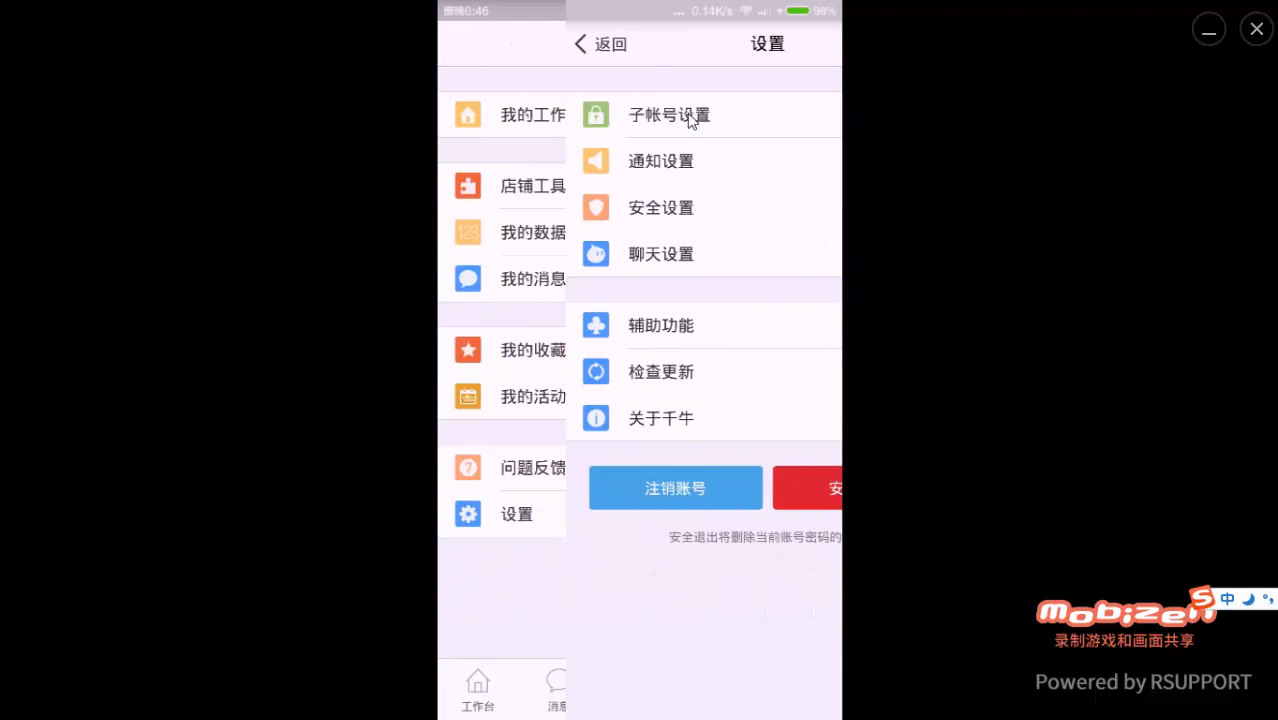 傍晚6:46
... 0.14K/s 98%
返回
设置
我的工作
店铺工具
我的数据
123
我的消息
我的收藏
我的活动
问题反馈
设置
工作台
消息
子帐号设置
通知设置
安全设置
聊天设置
辅助功能
检查更新
关于千牛
注销账号
安
安全退出将删除当前账号密码的
mobizen
S中
录制游戏和画面共享
Powered by RSUPPORT